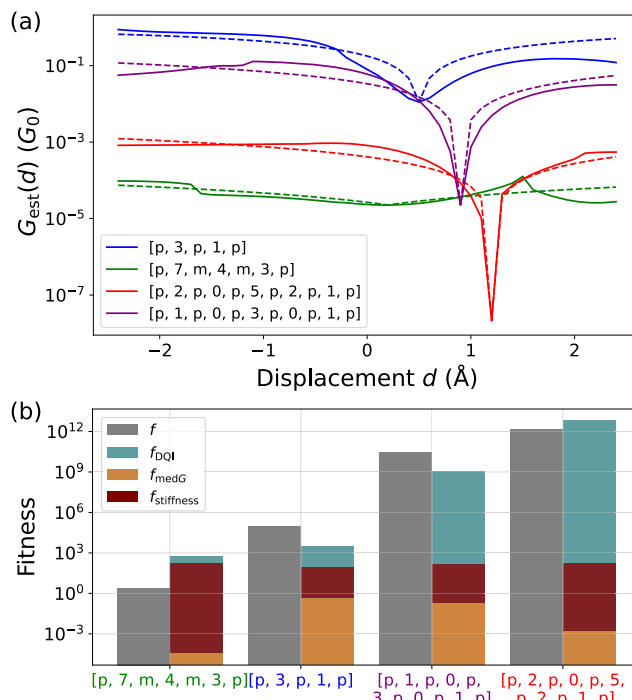 (a)
10⁻¹
10⁻³
10⁻⁵
10⁻⁷
G_est(d) (G₀)
[p, 3, p, 1, p]
[p, 7, m, 4, m, 3, p]
[p, 2, p, 0, p, 5, p, 2, p, 1, p]
[p, 1, p, 0, p, 3, p, 0, p, 1, p]
−2 −1 0 1 2
Displacement d (Å)
(b)
f
f_DQI
f_medG
f_stiffness
10¹²
10⁹
10⁶
10³
10⁰
10⁻³
Fitness
[p, 7, m, 4, m, 3, p] [p, 3, p, 1, p] [p, 1, p, 0, p, [p, 2, p, 0, p, 5,
3, p, 0, p, 1, p] p, 2, p, 1, p]